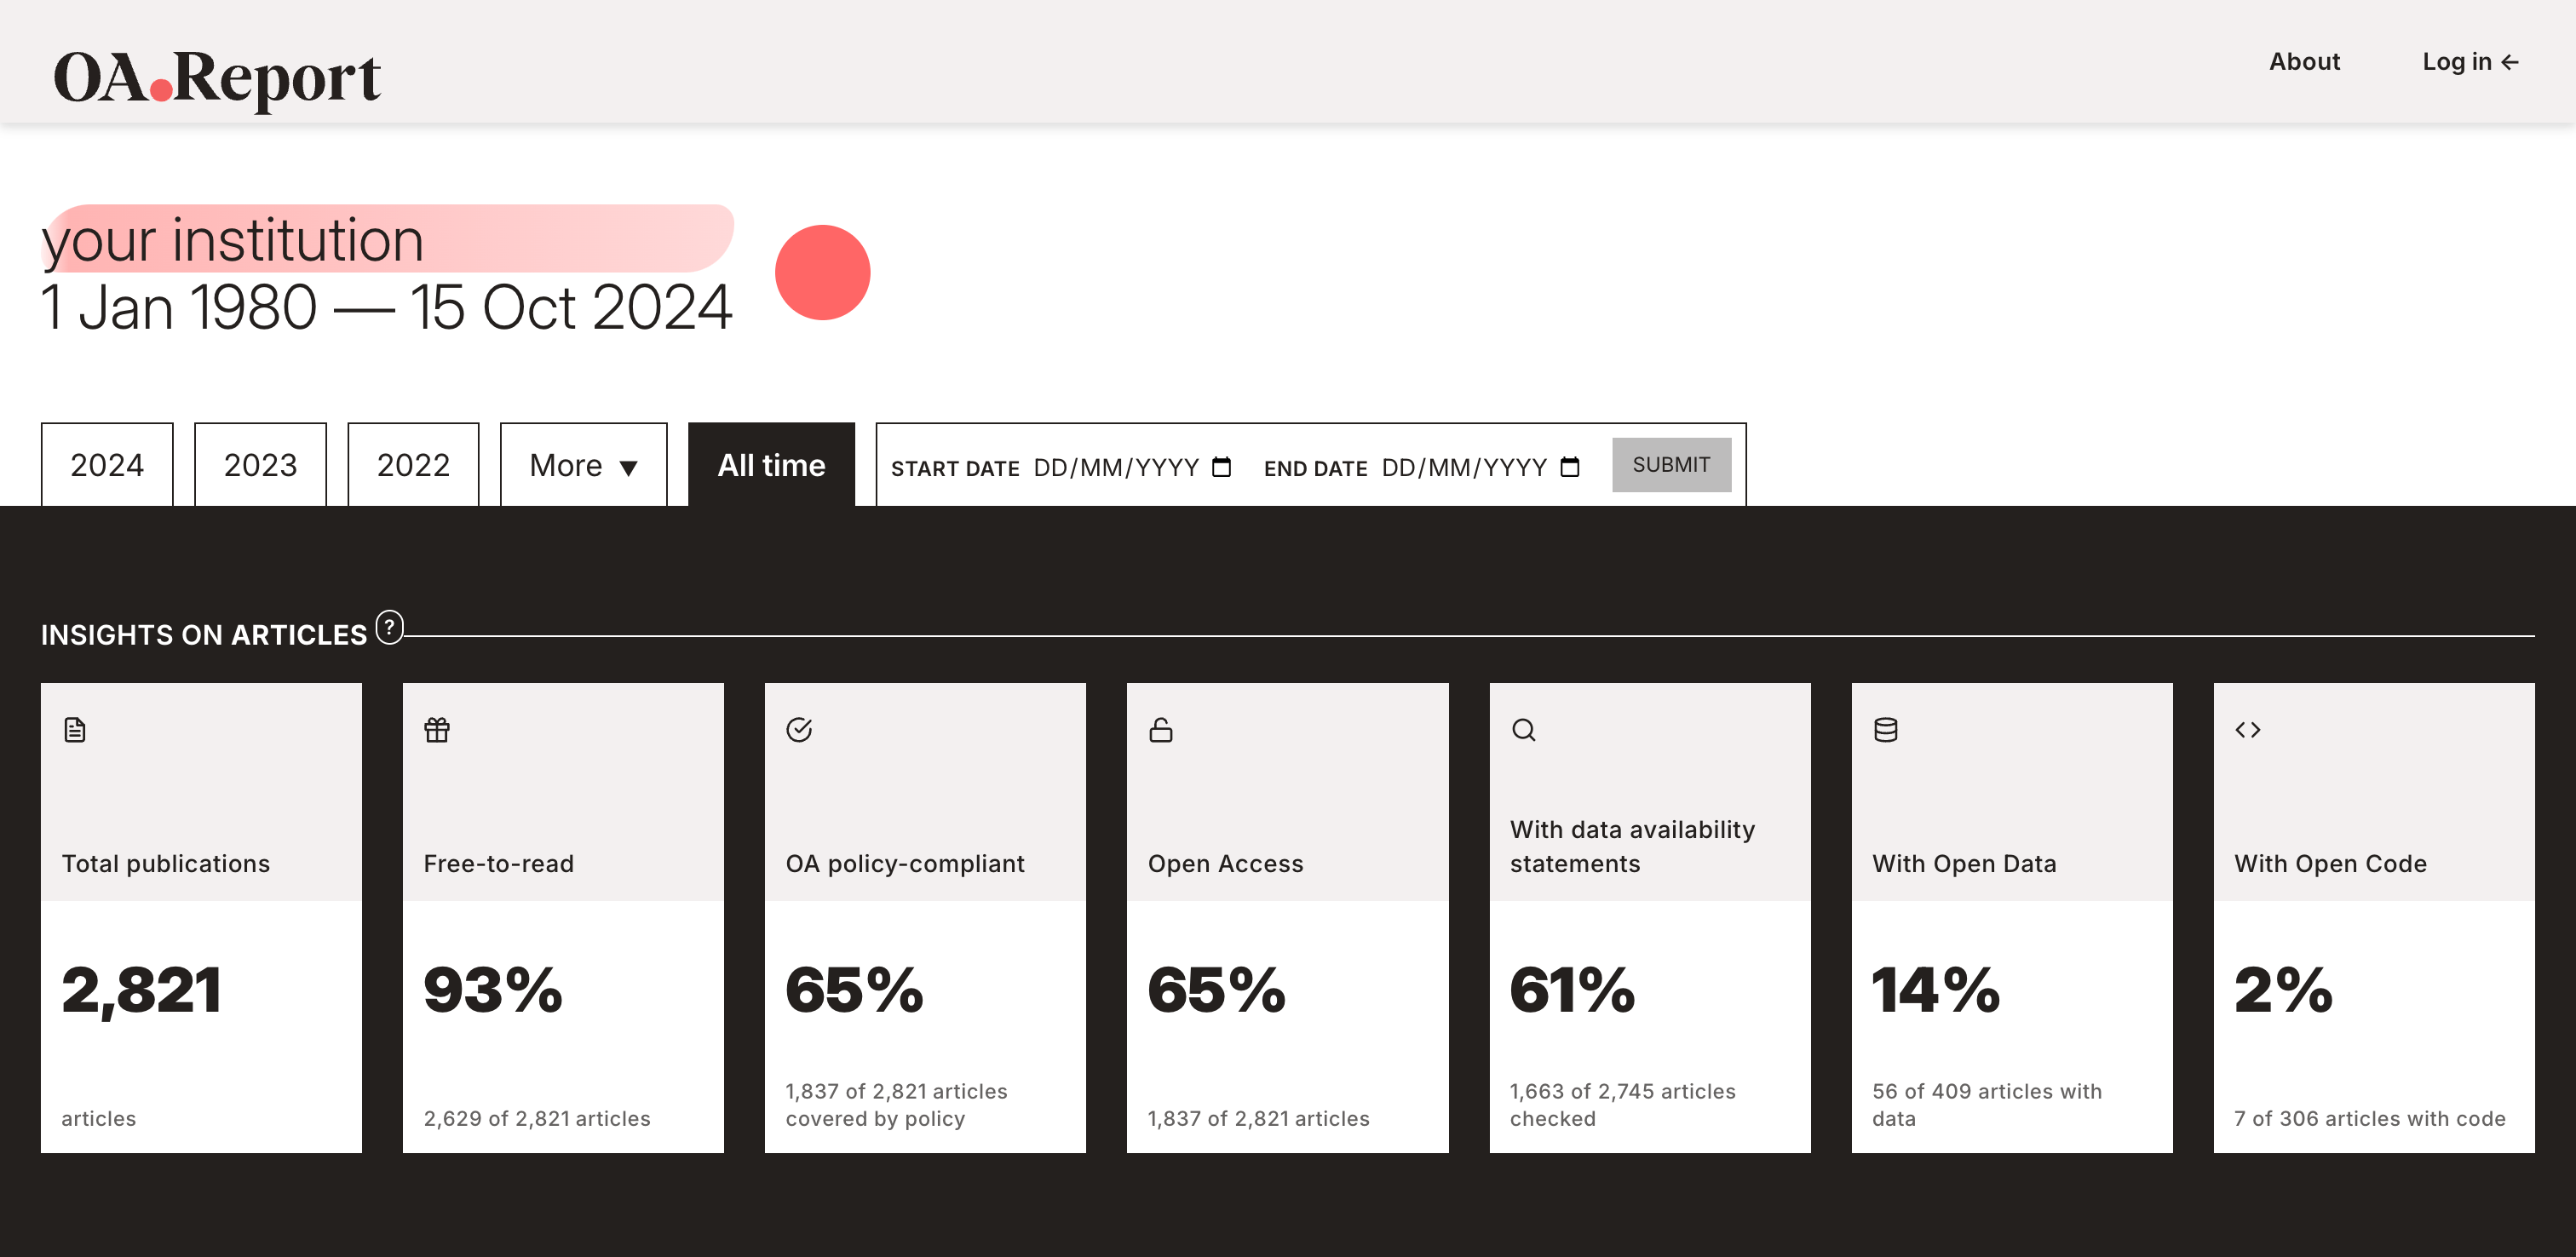 OA.Report
About
Log in ←
your institution
1 Jan 1980 — 15 Oct 2024
2024
2023
2022
More ▼
All time
START DATE DD/MM/YYYY
END DATE DD/MM/YYYY
SUBMIT
INSIGHTS ON ARTICLES ?
Total publications
2,821
articles
Free-to-read
93%
2,629 of 2,821 articles
OA policy-compliant
65%
1,837 of 2,821 articles
covered by policy
Open Access
65%
1,837 of 2,821 articles
With data availability
statements
61%
1,663 of 2,745 articles
checked
With Open Data
14%
56 of 409 articles with
data
With Open Code
2%
7 of 306 articles with code